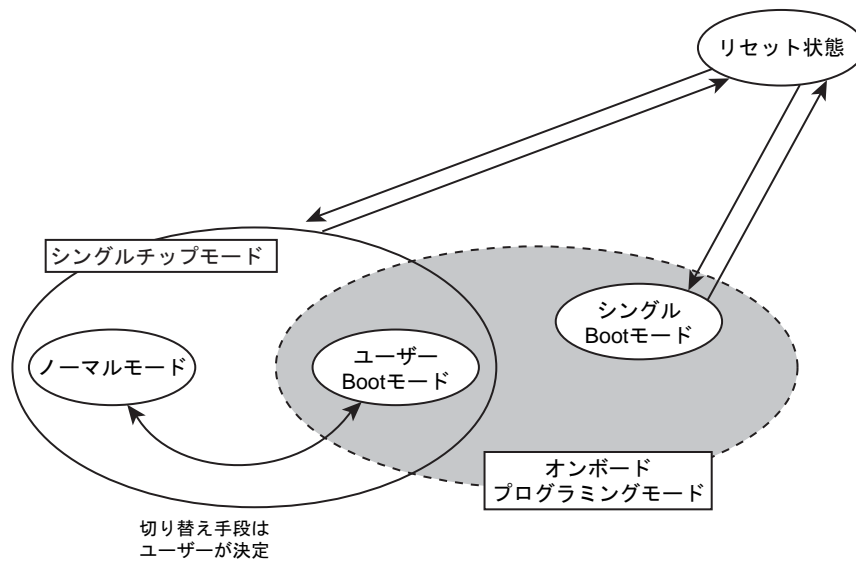 リセット状態
シングルチップモード
シングル
Bootモード
ノーマルモード
ユーザー
Bootモード
オンボード
プログラミングモード
切り替え手段は
ユーザーが決定